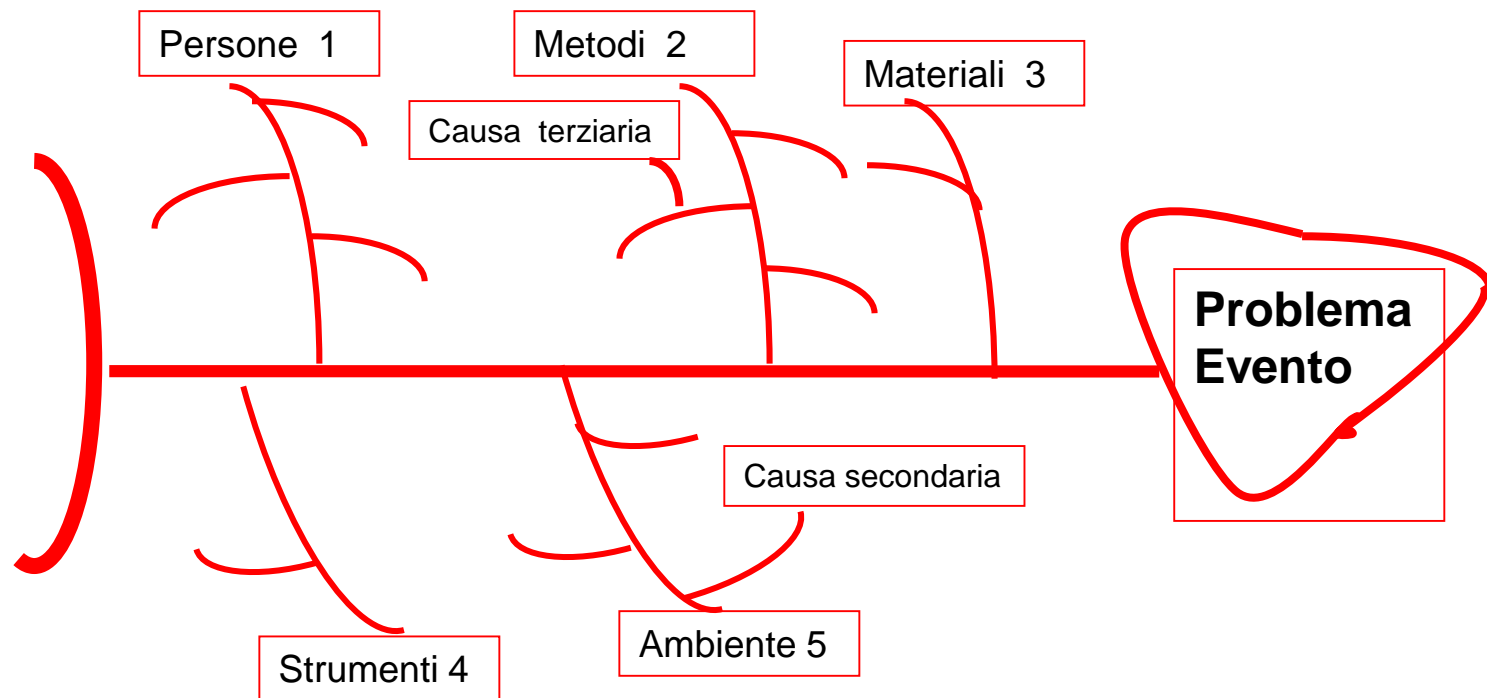 Persone 1
Metodi 2
Materiali 3
Causa terziaria
Problema
Evento
Causa secondaria
Ambiente 5
Strumenti 4